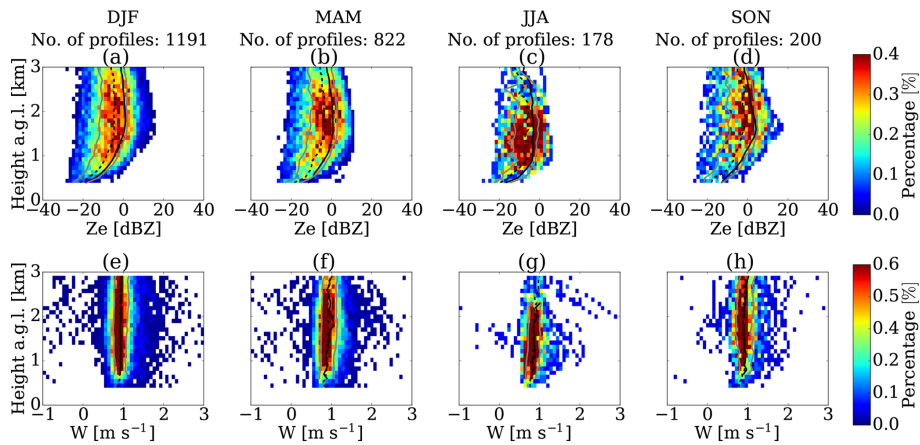 DJF MAM JJA SON
No. of profiles: 1191 No. of profiles: 822 No. of profiles: 178 No. of profiles: 200
(a) (b) (c) (d)
Height a.g.l. [km]
3
2
1
0
−40 −20 0 20 40 −40 −20 0 20 40 −40 −20 0 20 40 −40 −20 0 20 40
Ze [dBZ] Ze [dBZ] Ze [dBZ] Ze [dBZ]
0.4
0.3
0.2
0.1
0.0
Percentage [%]
(e) (f) (g) (h)
Height a.g.l. [km]
3
2
1
0
−1 0 1 2 3 −1 0 1 2 3 −1 0 1 2 3 −1 0 1 2 3
W [m s⁻¹] W [m s⁻¹] W [m s⁻¹] W [m s⁻¹]
0.6
0.5
0.4
0.3
0.2
0.1
0.0
Percentage [%]